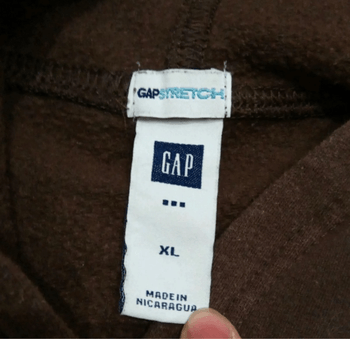 GAPSTRETCH
GAP
XL
MADE IN
NICARAGUA